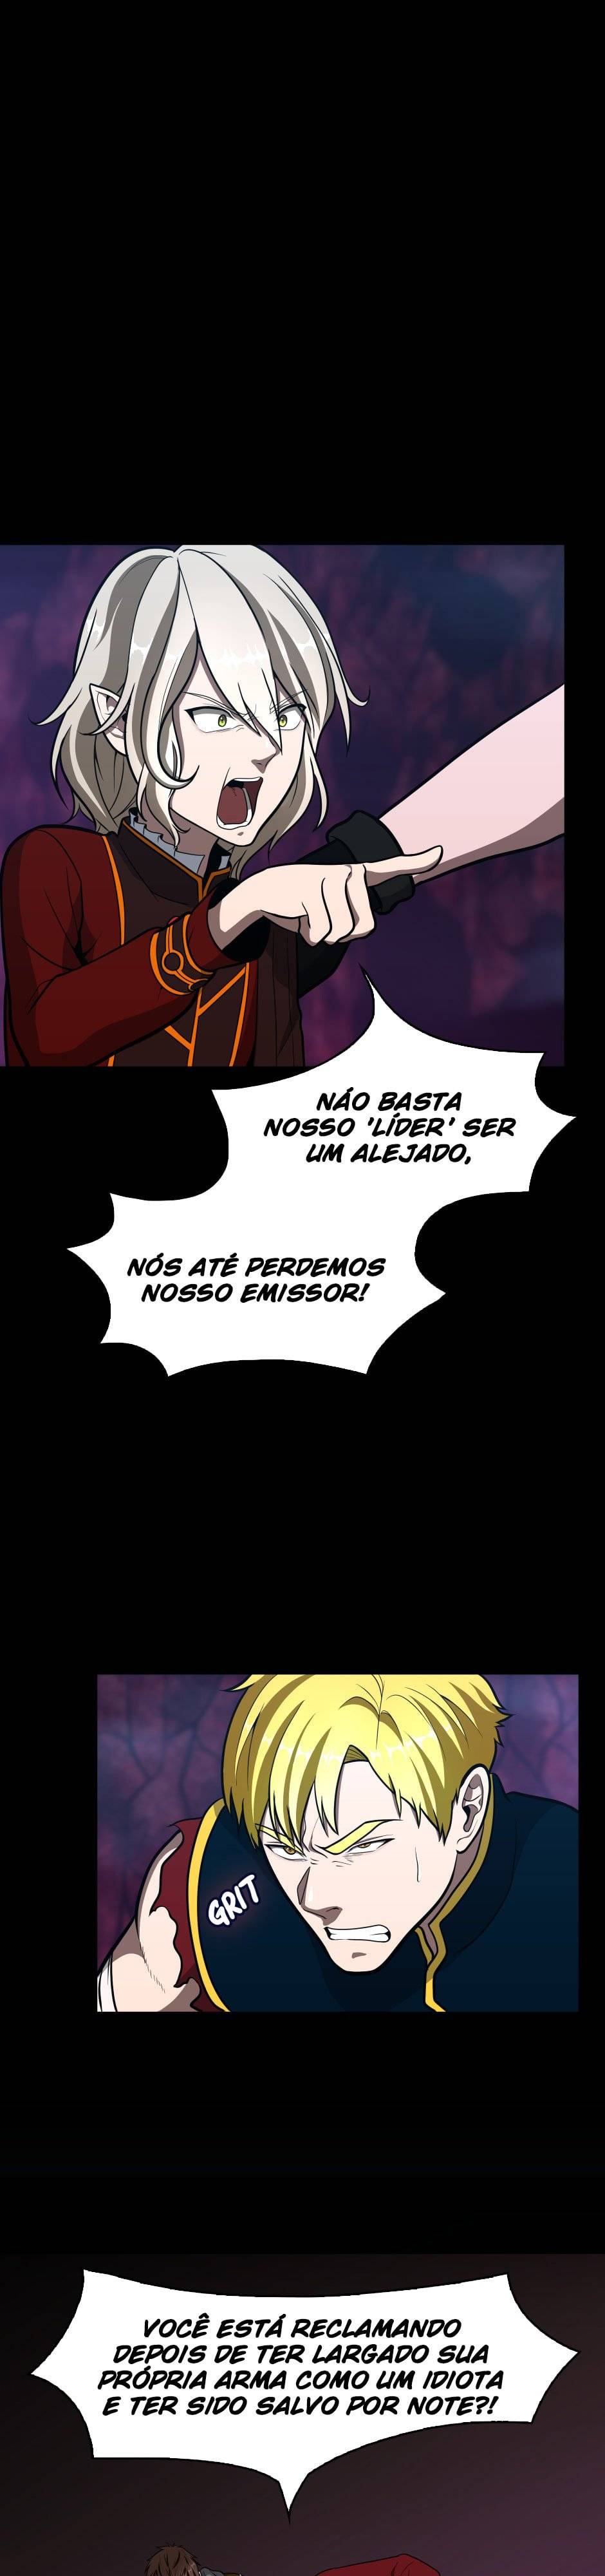 NÁO BASTA
NOSSO 'LÍDER' SER
UM ALEJADO,
NÓS ATÉ PERDEMOS
NOSSO EMISSOR!
GRIT
VOCÊ ESTÁ RECLAMANDO
DEPOIS DE TER LARGADO SUA
PRÓPRIA ARMA COMO UM IDIOTA
E TER SIDO SALVO POR NOTE?!